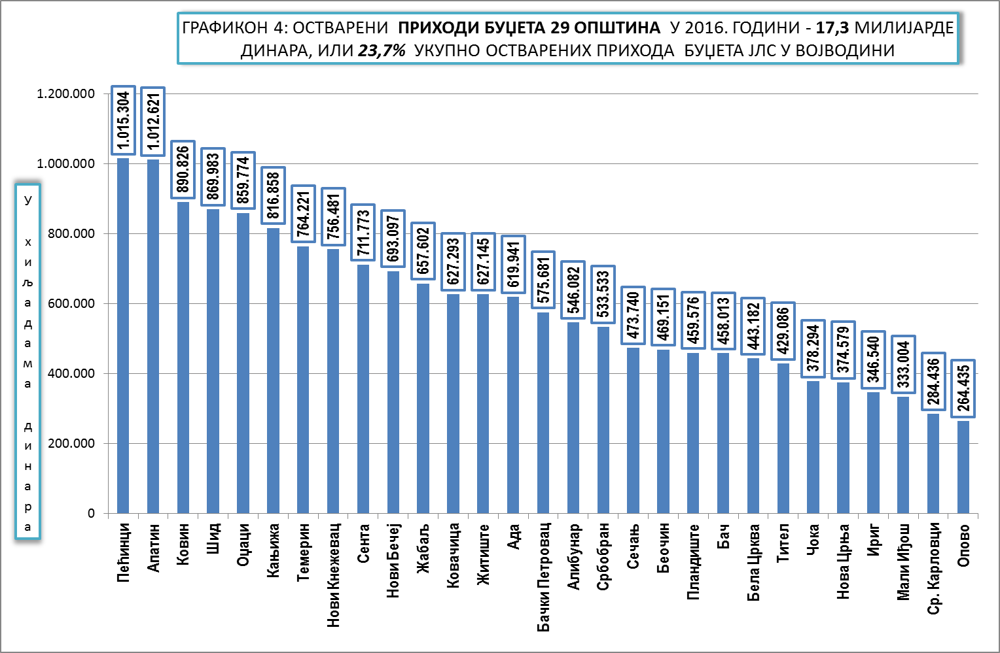 ГРАФИКОН 4: ОСТВАРЕНИ ПРИХОДИ БУЏЕТА 29 ОПШТИНА У 2016. ГОДИНИ - 17,3 МИЛИЈАРДЕ
ДИНАРА, ИЛИ 23,7% УКУПНО ОСТВАРЕНИХ ПРИХОДА БУЏЕТА ЈЛС У ВОЈВОДИНИ
У хиљадама динара
1.200.000
1.000.000
800.000
600.000
400.000
200.000
0
1.015.304
1.012.621
890.826
869.983
859.774
816.858
764.221
756.481
711.773
693.097
657.602
627.293
627.145
619.941
575.681
546.082
533.533
473.740
469.151
459.576
458.013
443.182
429.086
378.294
374.579
346.540
333.004
284.436
264.435
Пећинци
Апатин
Ковин
Шид
Оџаци
Кањижа
Темерин
Нови Кнежевац
Сента
Нови Бечеј
Жабаљ
Ковачица
Житиште
Ада
Бачки Петровац
Алибунар
Србобран
Сечањ
Беочин
Пландиште
Бач
Бела Црква
Тител
Чока
Нова Црња
Ириг
Мали Иђош
Ср. Карловци
Опово